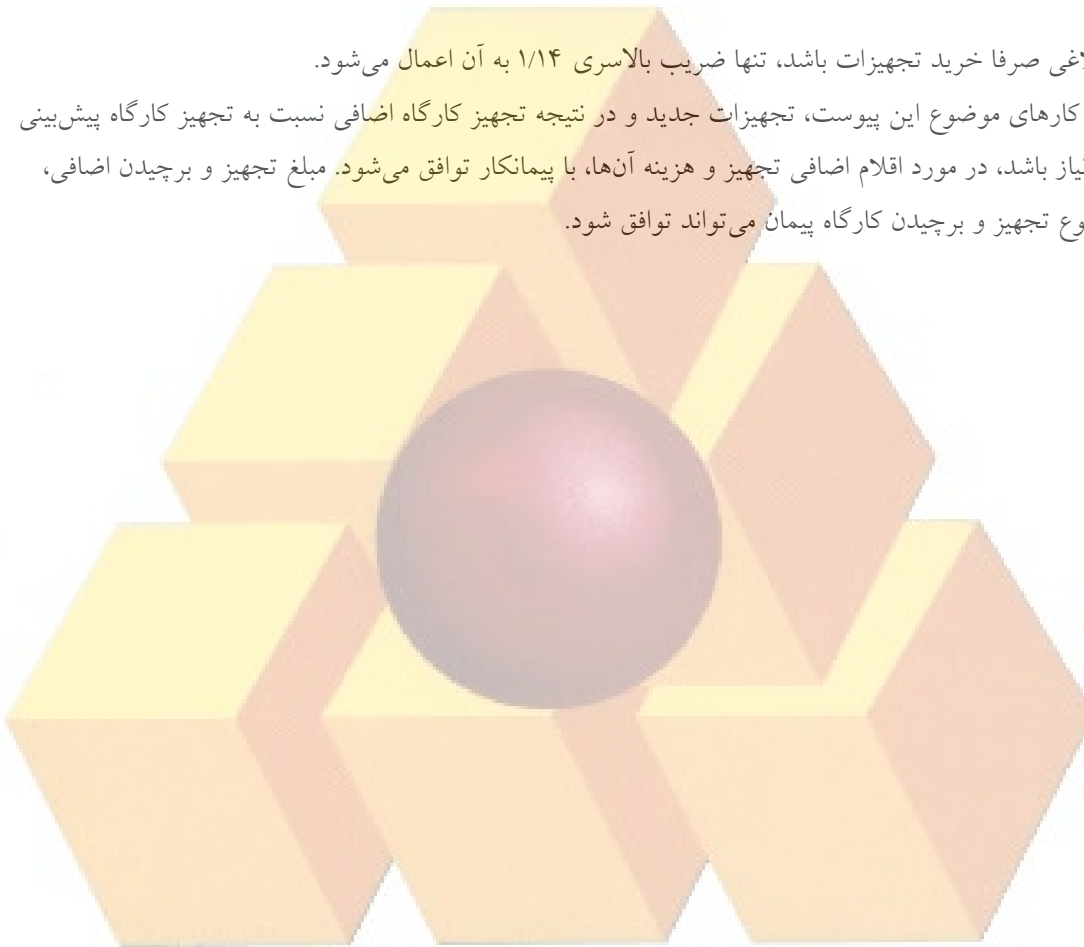 صرفا خرید تجهیزات باشد، تنها ضریب بالاسری ۱/۱۴ به آن اعمال می‌شود.
کارهای موضوع این پیوست، تجهیزات جدید و در نتیجه تجهیز کارگاه اضافی نسبت به تجهیز کارگاه پیش‌بینی
نیاز باشد، در مورد اقلام اضافی تجهیز و هزینه آن‌ها، با پیمانکار توافق می‌شود. مبلغ تجهیز و برچیدن اضافی،
تجهیز و برچیدن کارگاه پیمان می‌تواند توافق شود.